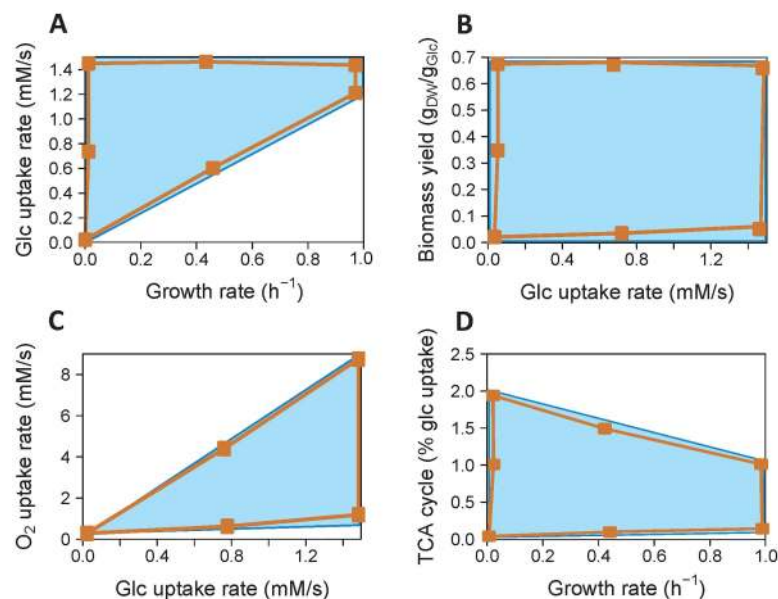 A
Glc uptake rate (mM/s)
1.4
1.2
1.0
0.8
0.6
0.4
0.2
0.0
0.0 0.2 0.4 0.6 0.8 1.0
Growth rate (h⁻¹)
B
Biomass yield (gDW/gGlc)
0.7
0.6
0.5
0.4
0.3
0.2
0.1
0.0
0 0.4 0.8 1.2
Glc uptake rate (mM/s)
C
O₂ uptake rate (mM/s)
8
6
4
2
0
0 0.4 0.8 1.2
Glc uptake rate (mM/s)
D
TCA cycle (% glc uptake)
2.5
2.0
1.5
1.0
0.5
0.0
0.0 0.2 0.4 0.6 0.8 1.0
Growth rate (h⁻¹)